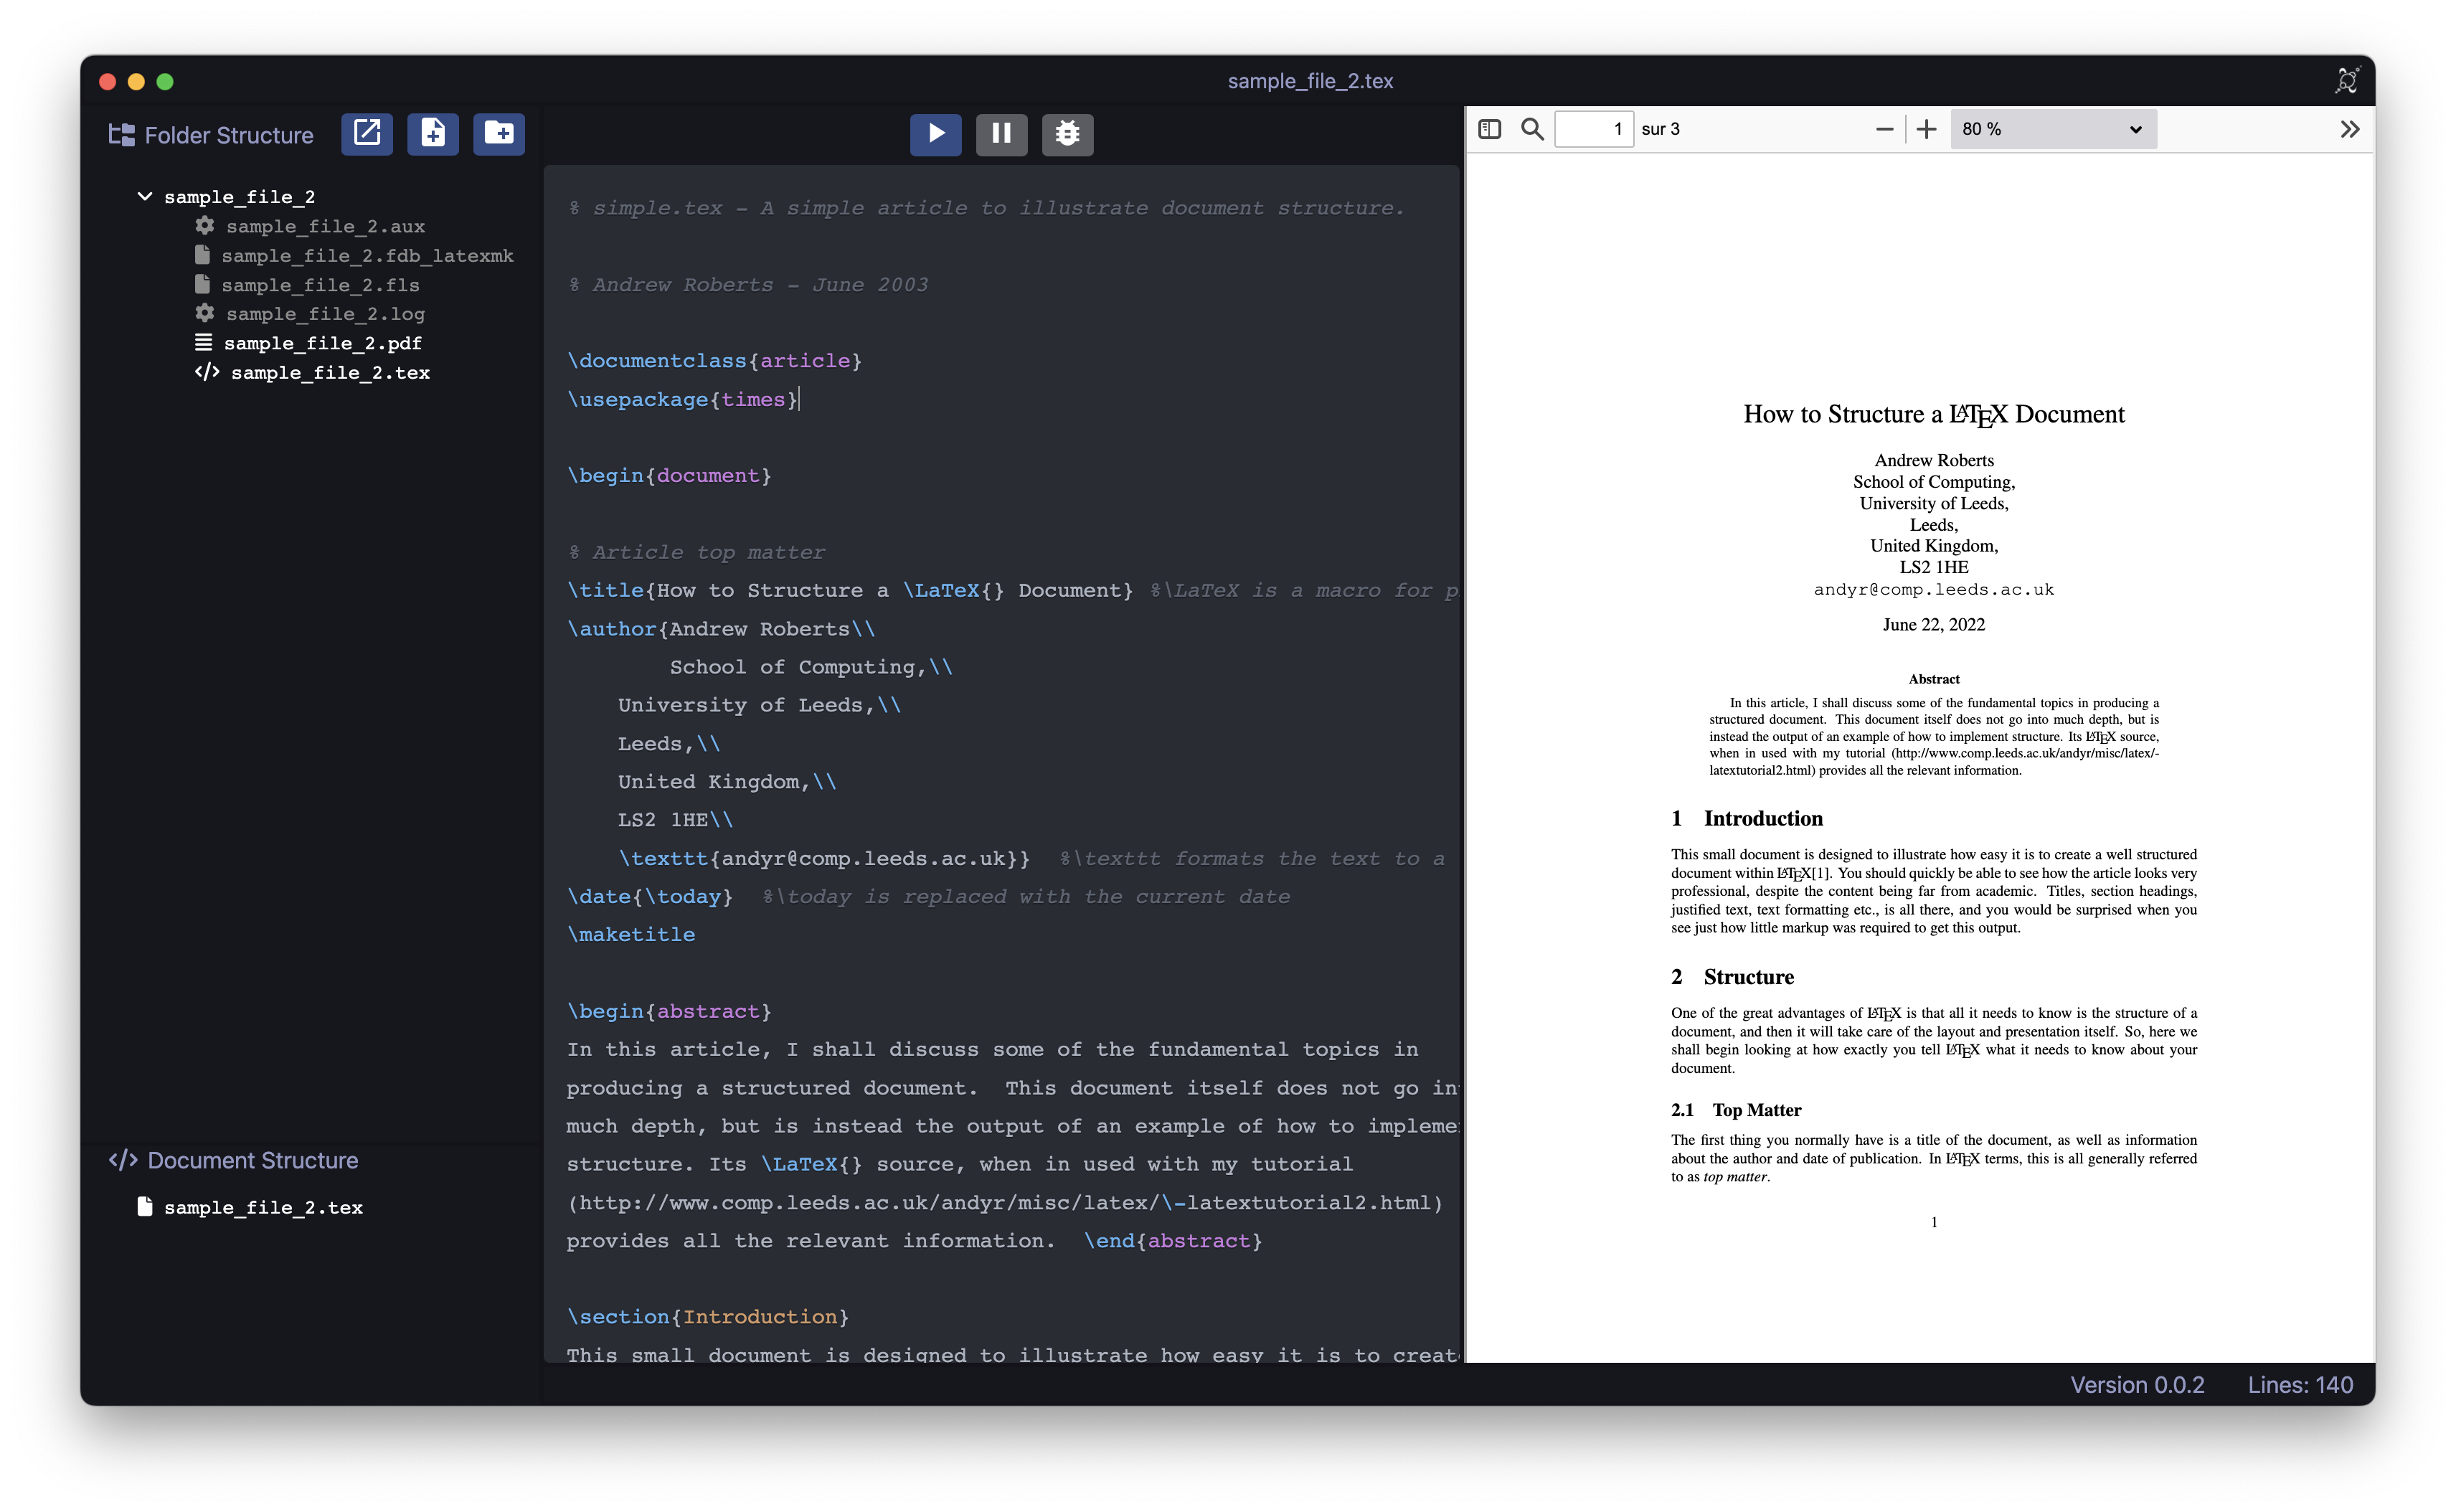 sample_file_2.tex
Folder Structure
sample_file_2
sample_file_2.aux
sample_file_2.fdb_latexmk
sample_file_2.fls
sample_file_2.log
sample_file_2.pdf
sample_file_2.tex
Document Structure
sample_file_2.tex
% simple.tex - A simple article to illustrate document structure.
% Andrew Roberts - June 2003
\documentclass{article}
\usepackage{times}
\begin{document}
% Article top matter
\title{How to Structure a \LaTeX{} Document} %\LaTeX is a macro for
\author{Andrew Roberts\\
School of Computing,\\
University of Leeds,\\
Leeds,\\
United Kingdom,\\
LS2 1HE\\
\texttt{andyr@comp.leeds.ac.uk}} %\texttt formats the text to a
\date{\today} %\today is replaced with the current date
\maketitle
\begin{abstract}
In this article, I shall discuss some of the fundamental topics in
producing a structured document. This document itself does not go
much depth, but is instead the output of an example of how to
structure. Its \LaTeX{} source, when in used with my tutorial
(http://www.comp.leeds.ac.uk/andyr/misc/latex/\-latextutorial2.html)
provides all the relevant information. \end{abstract}
\section{Introduction}
This small document is designed to illustrate how easy it is to
1 sur 3
80 %
How to Structure a LATEX Document
Andrew Roberts
School of Computing,
University of Leeds,
Leeds,
United Kingdom,
LS2 1HE
andyr@comp.leeds.ac.uk
June 22, 2022
Abstract
In this article, I shall discuss some of the fundamental topics in producing a
structured document. This document itself does not go into much depth, but is
instead the output of an example of how to implement structure. Its LATEX source,
when in used with my tutorial (http://www.comp.leeds.ac.uk/andyr/misc/latex/-
latextutorial2.html) provides all the relevant information.
1 Introduction
This small document is designed to illustrate how easy it is to create a well structured
document within LATEX[1]. You should quickly be able to see how the article looks very
professional, despite the content being far from academic. Titles, section headings,
justified text, text formatting etc., is all there, and you would be surprised when you
see just how little markup was required to get this output.
2 Structure
One of the great advantages of LATEX is that all it needs to know is the structure of a
document, and then it will take care of the layout and presentation itself. So, here we
shall begin looking at how exactly you tell LATEX what it needs to know about your
document.
2.1 Top Matter
The first thing you normally have is a title of the document, as well as information
about the author and date of publication. In LATEX terms, this is all generally referred
to as top matter.
1
Version 0.0.2
Lines: 140